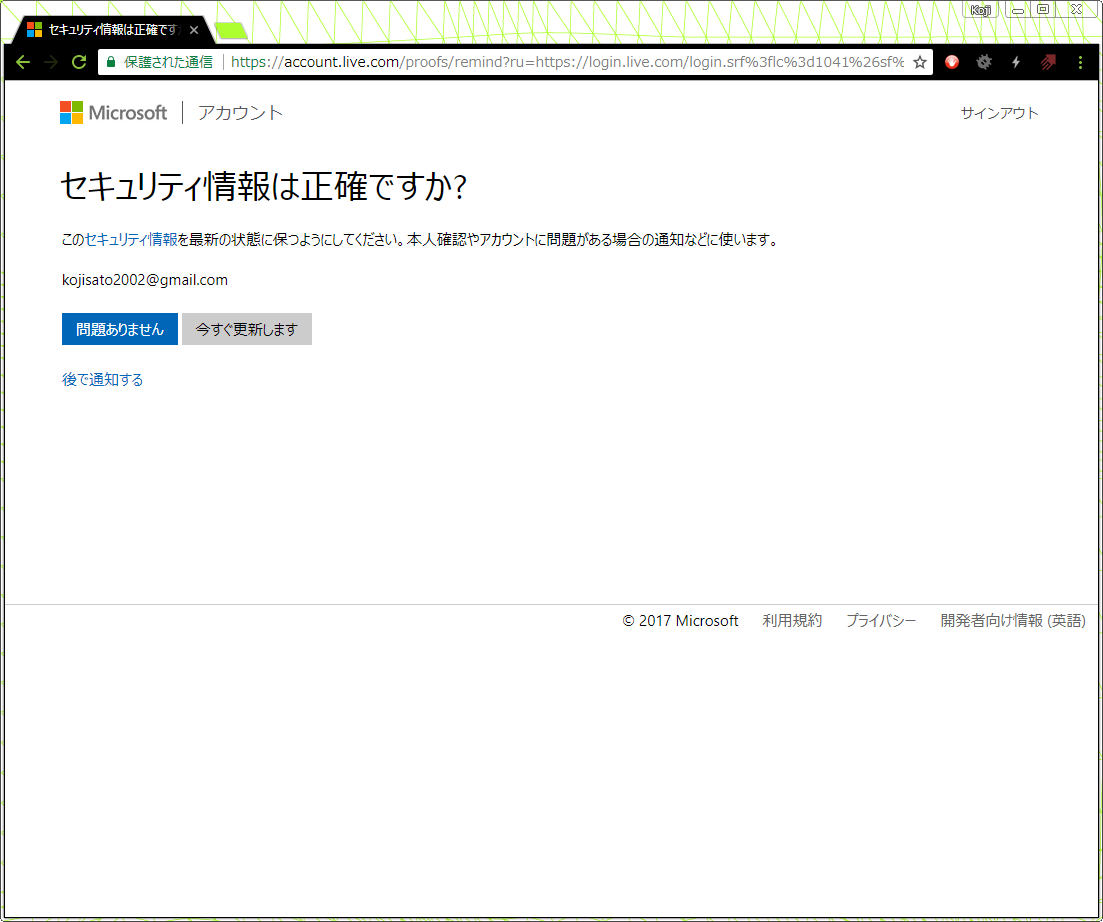 Koji
セキュリティ情報は正確です
保護された通信 https://account.live.com/proofs/remind?ru=https://login.live.com/login.srf%3flc%3d1041%26sf%
Microsoft アカウント サインアウト
セキュリティ情報は正確ですか?
このセキュリティ情報を最新の状態に保つようにしてください。本人確認やアカウントに問題がある場合の通知などに使います。
kojisato2002@gmail.com
問題ありません 今すぐ更新します
後で通知する
© 2017 Microsoft 利用規約 プライバシー 開発者向け情報 (英語)